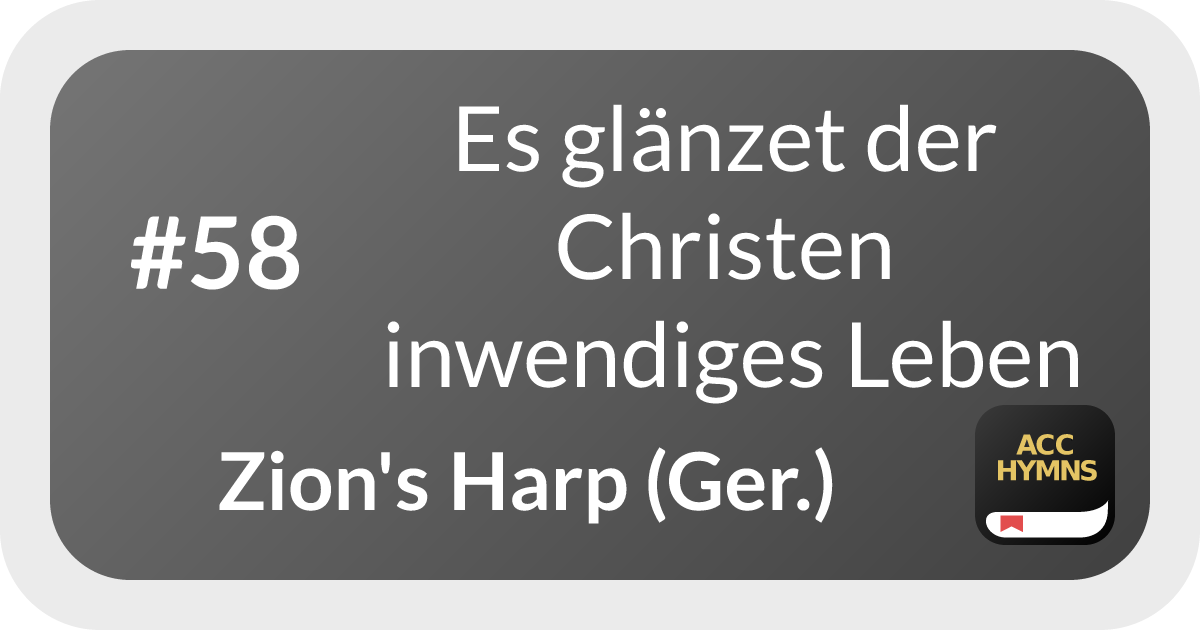 #58
Es glänzet der
Christen
inwendiges Leben
Zion's Harp (Ger.)
ACC
HYMNS